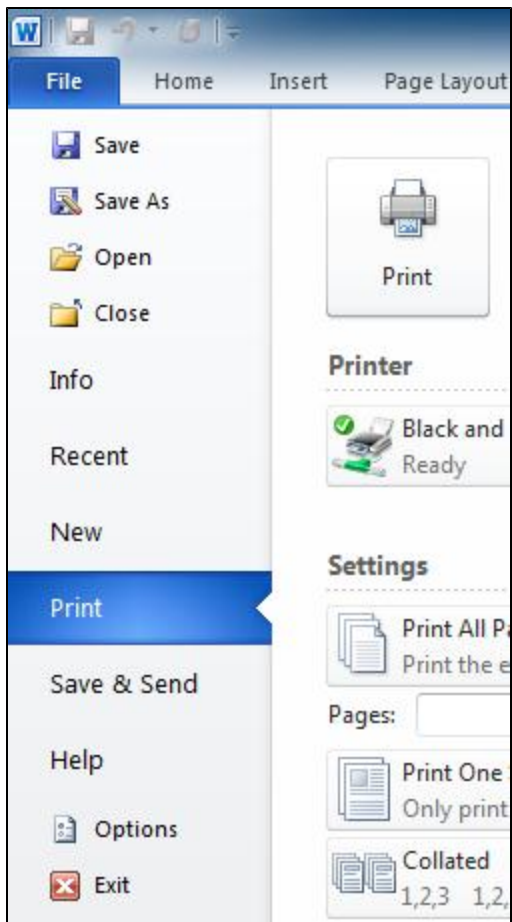 W
File Home Insert Page Layout
Save
Save As
Open
Close
Info
Recent
New
Print
Save & Send
Help
Options
Exit
Print
Printer
Black and
Ready
Settings
Print All Pa
Print the e
Pages:
Print One
Only print
Collated
1,2,3 1,2,